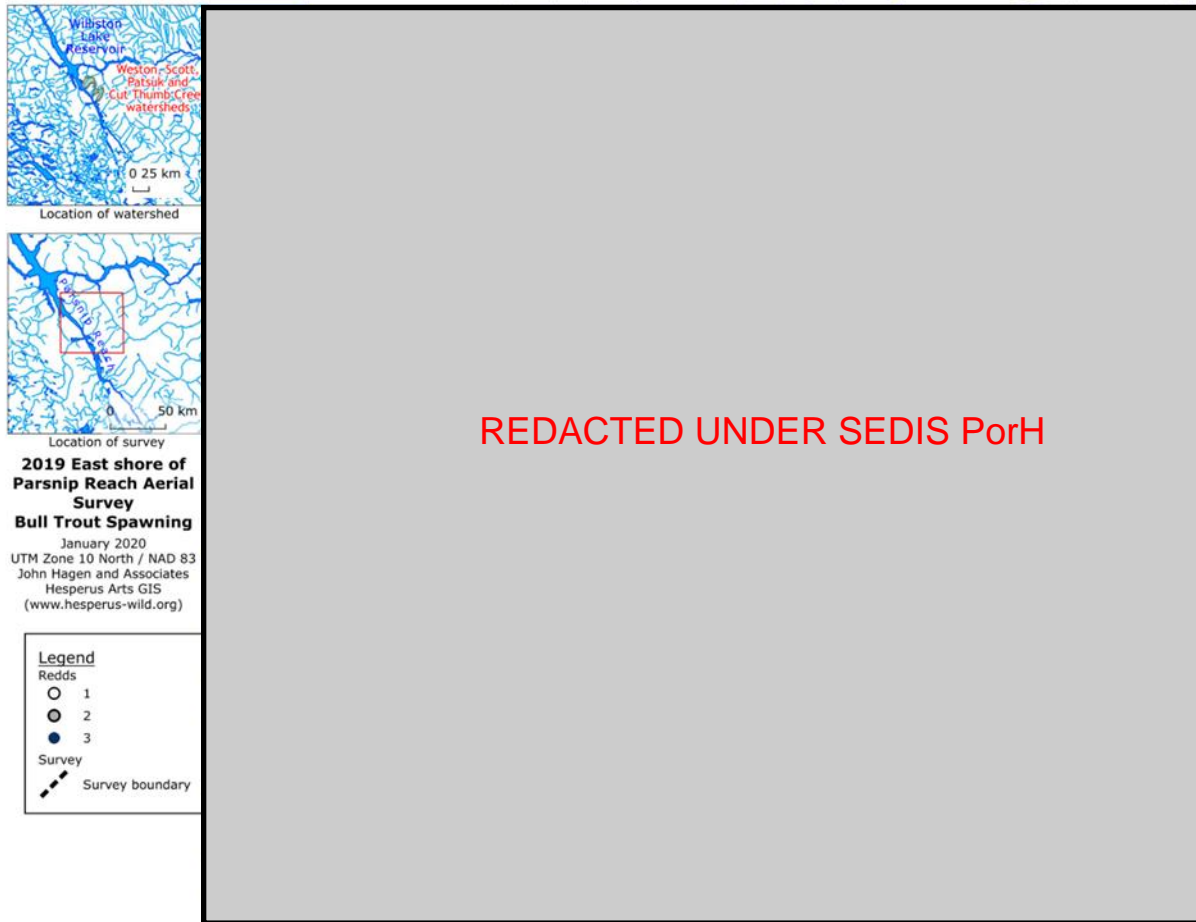 Williston
Lake
Reservoir
Weston, Scott,
Patsuk and
Cut Thumb Cree
watersheds
0 25 km
Location of watershed
Parsnip Reach
0 50 km
Location of survey
2019 East shore of
Parsnip Reach Aerial
Survey
Bull Trout Spawning
January 2020
UTM Zone 10 North / NAD 83
John Hagen and Associates
Hesperus Arts GIS
(www.hesperus-wild.org)
Legend
Redds
1
2
3
Survey
Survey boundary
REDACTED UNDER SEDIS PorH